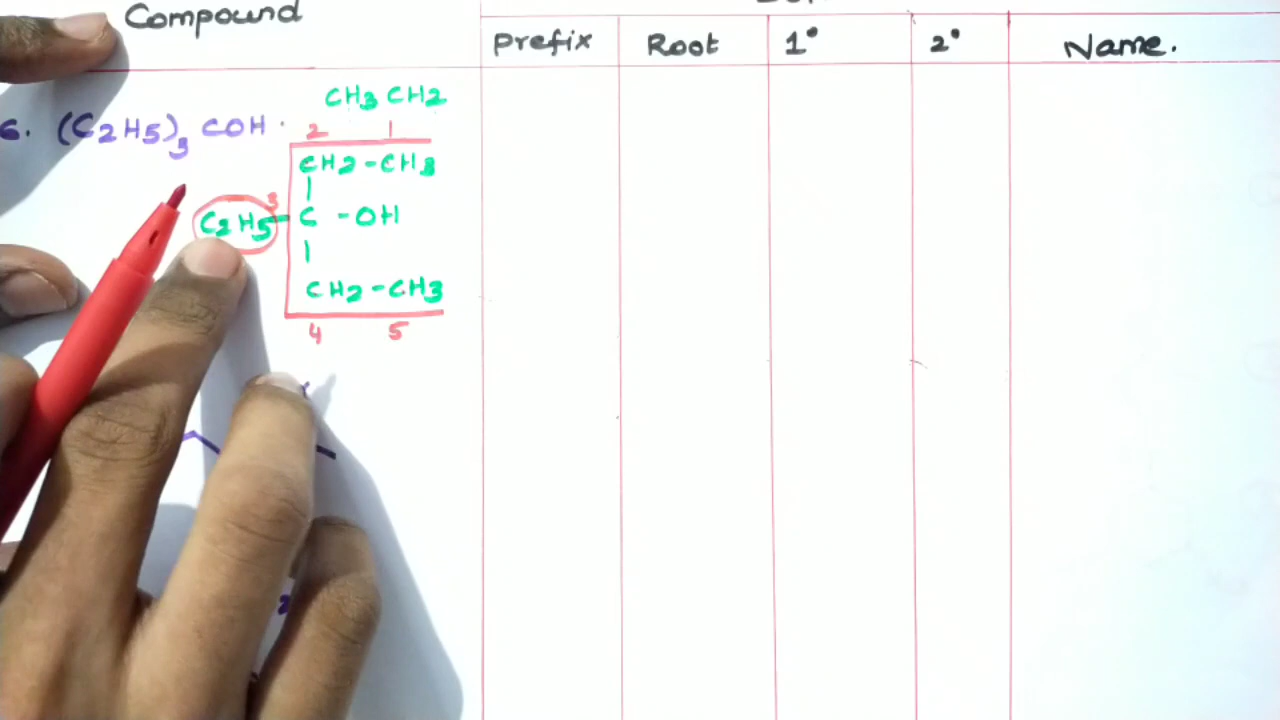 Compound
Prefix Root 1° 2° Name.
CH3 CH2
6. (C2H5)3 COH.
2 1
CH2-CH3
3
C2H5-C-OH
CH2-CH3
4 5